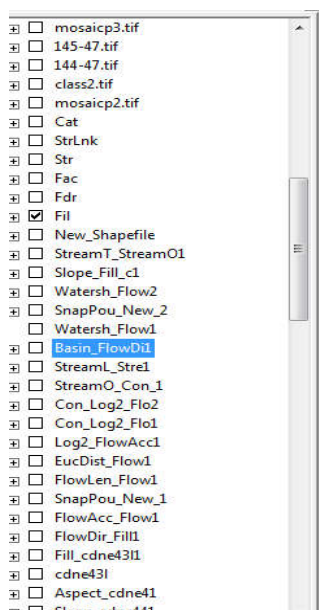 mosaicp3.tif
145-47.tif
144-47.tif
class2.tif
mosaicp2.tif
Cat
StrLnk
Str
Fac
Fdr
Fil
New_Shapefile
StreamT_StreamO1
Slope_Fill_c1
Watersh_Flow2
SnapPou_New_2
Watersh_Flow1
Basin_FlowDi1
StreamL_Stre1
StreamO_Con_1
Con_Log2_Flo2
Con_Log2_Flo1
Log2_FlowAcc1
EucDist_Flow1
FlowLen_Flow1
SnapPou_New_1
FlowAcc_Flow1
FlowDir_Fill1
Fill_cdne43l1
cdne43l
Aspect_cdne41